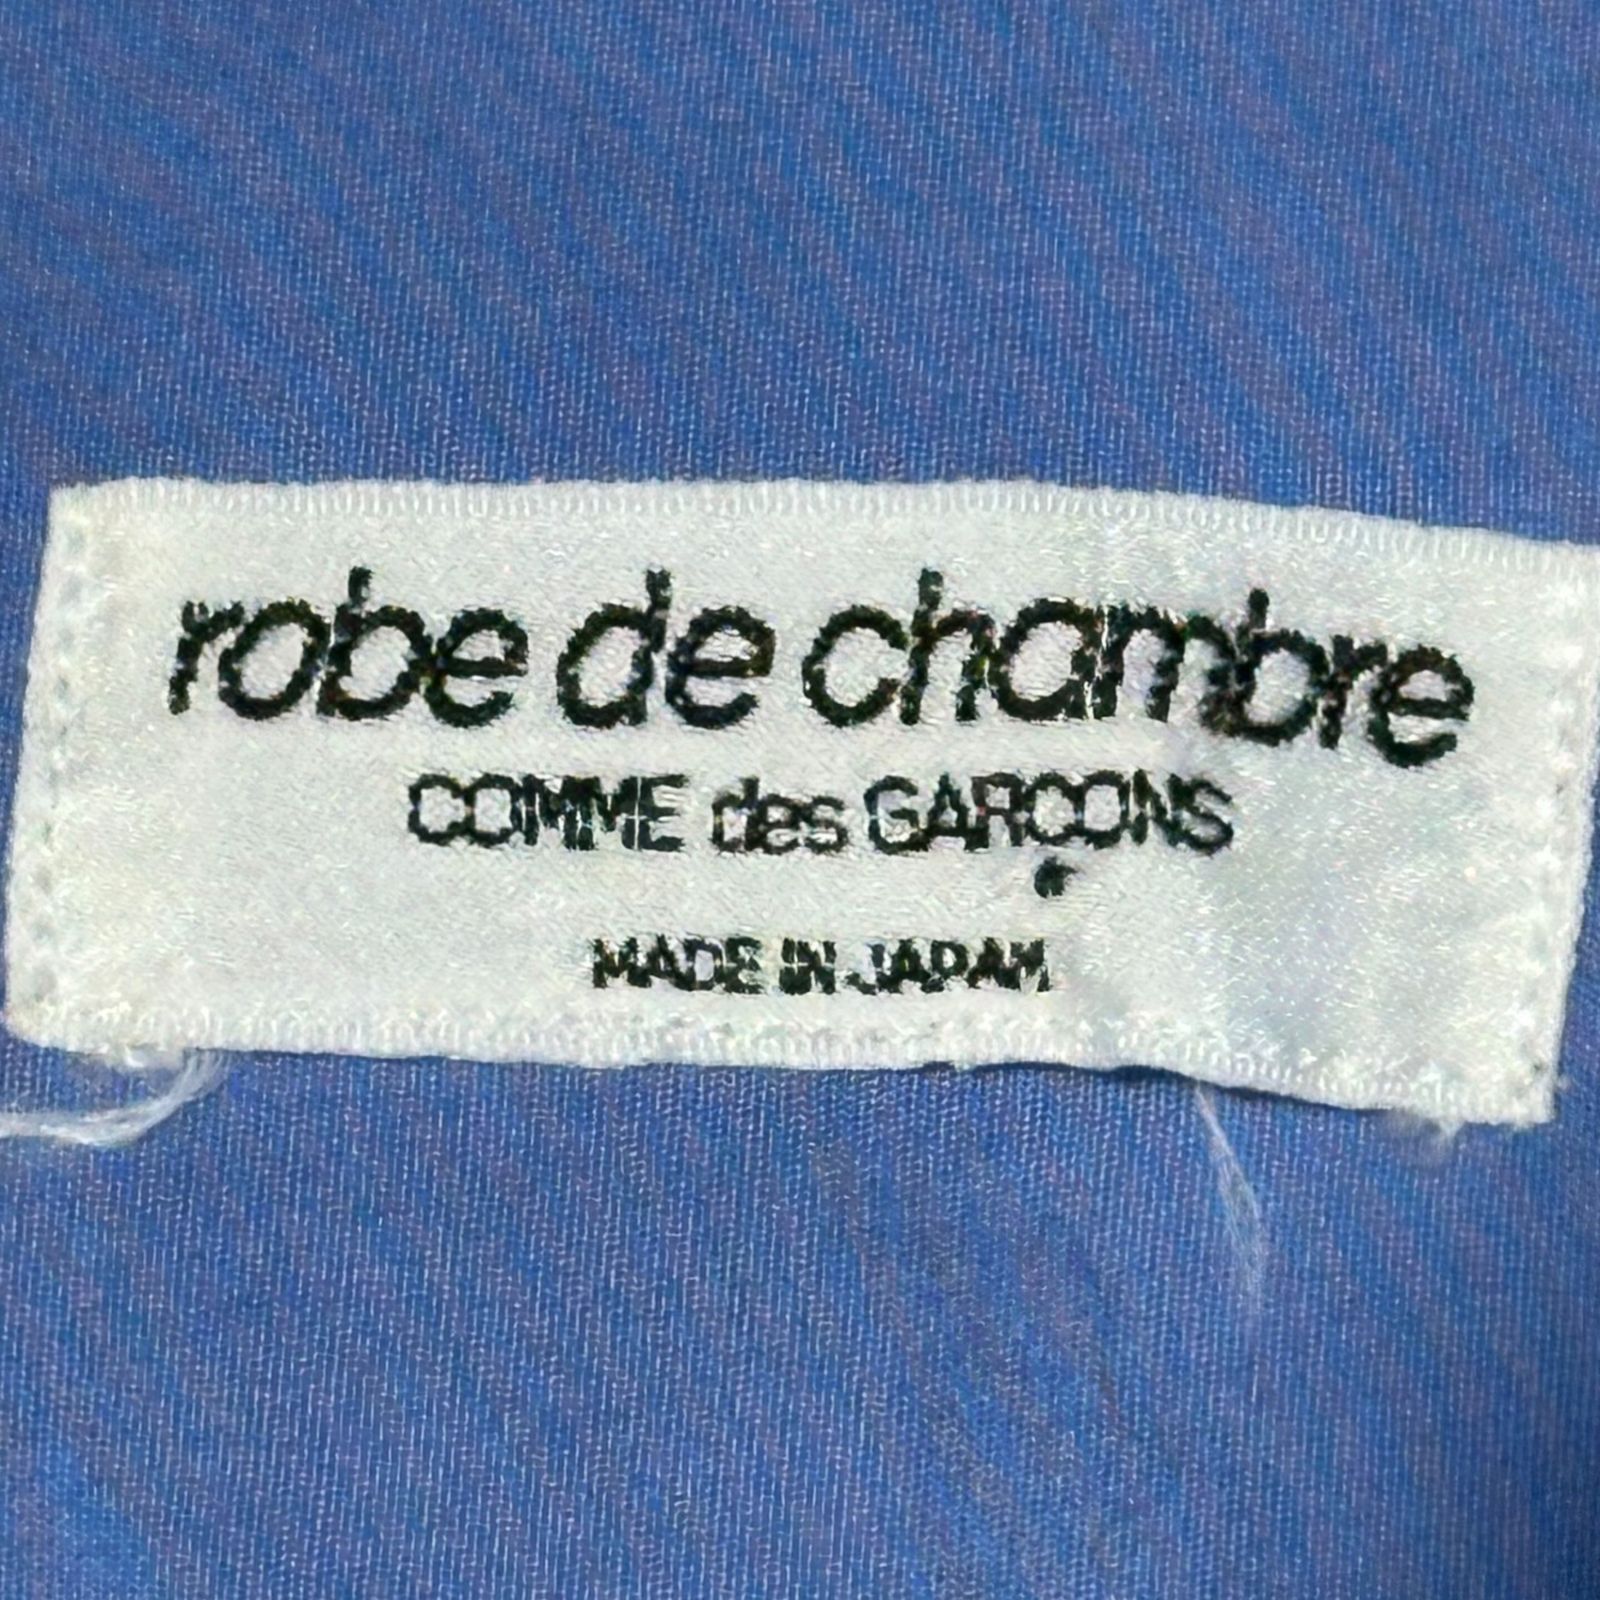 robe de chambre
COMME des GARÇONS
MADE IN JAPAN